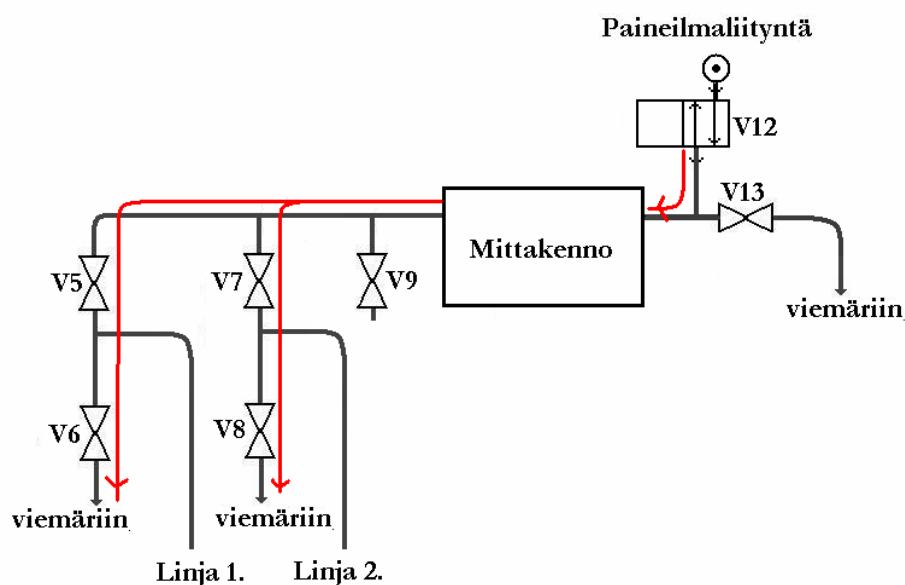 Paineilmaliityntä
V12
V13
Mittakenno
V5
V7
V9
viemäriin
V6
V8
viemäriin
viemäriin
Linja 1.
Linja 2.